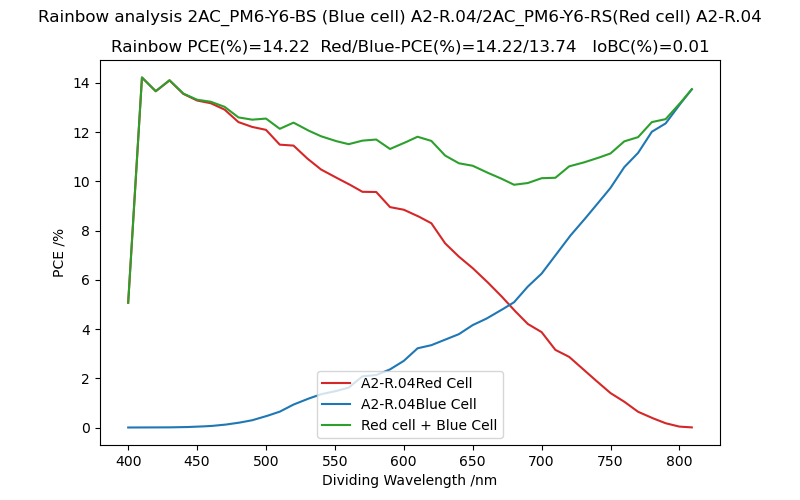 Rainbow analysis 2AC_PM6-Y6-BS (Blue cell) A2-R.04/2AC_PM6-Y6-RS(Red cell) A2-R.04
Rainbow PCE(%)=14.22  Red/Blue-PCE(%)=14.22/13.74   IoBC(%)=0.01
PCE /%
14
12
10
8
6
4
2
0
A2-R.04Red Cell
A2-R.04Blue Cell
Red cell + Blue Cell
400 450 500 550 600 650 700 750 800
Dividing Wavelength /nm